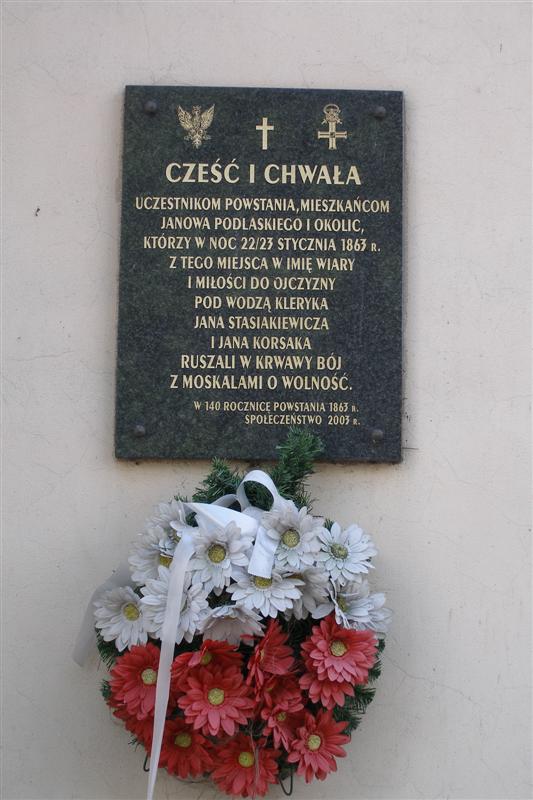 CZEŚĆ I CHWAŁA
UCZESTNIKOM POWSTANIA, MIESZKAŃCOM
JANOWA PODLASKIEGO I OKOLIC,
KTÓRZY W NOC 22/23 STYCZNIA 1863 R.
Z TEGO MIEJSCA W IMIĘ WIARY
I MIŁOŚCI DO OJCZYZNY
POD WODZĄ KLERYKA
JANA STASIAKIEWICZA
I JANA KORSAKA
RUSZALI W KRWAWY BÓJ
Z MOSKALAMI O WOLNOŚĆ.
W 140 ROCZNICĘ POWSTANIA 1863 R.
SPOŁECZEŃSTWO 2003 R.